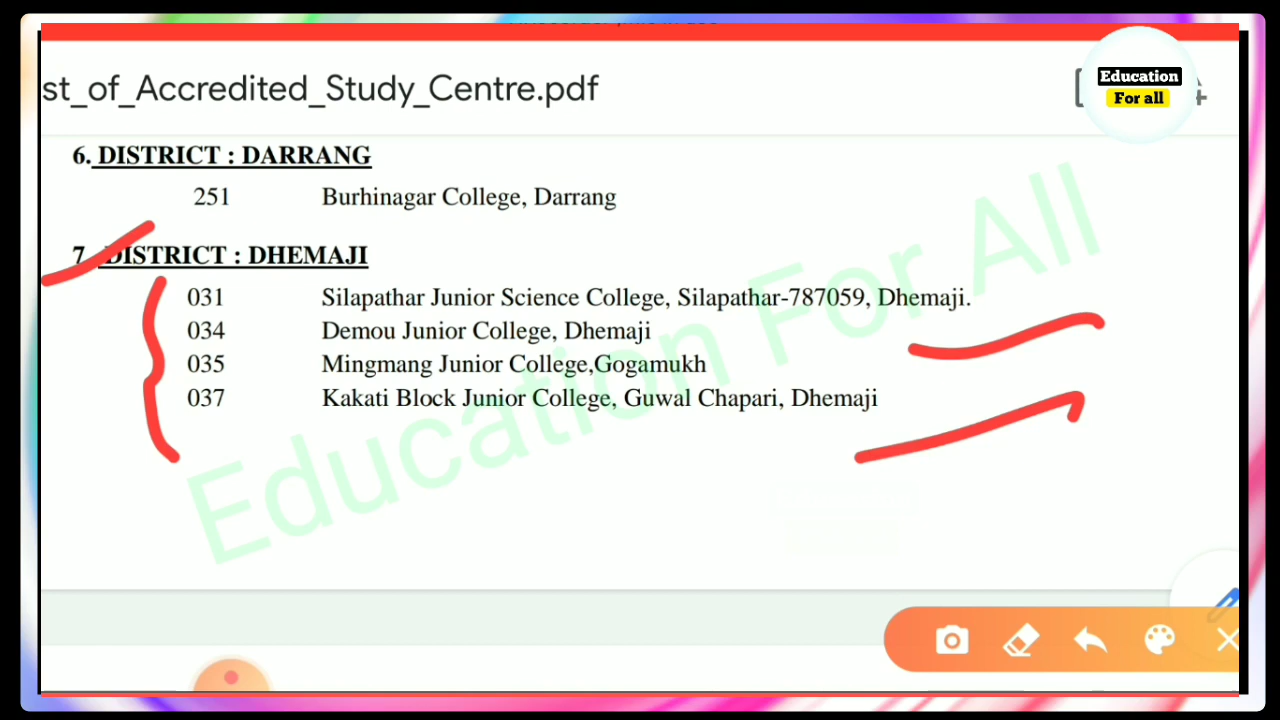 st_of_Accredited_Study_Centre.pdf
Education
For all
6. DISTRICT : DARRANG
251 Burhinagar College, Darrang
7. DISTRICT : DHEMAJI
031 Silapathar Junior Science College, Silapathar-787059, Dhemaji.
034 Demou Junior College, Dhemaji
035 Mingmang Junior College,Gogamukh
037 Kakati Block Junior College, Guwal Chapari, Dhemaji
Education For All